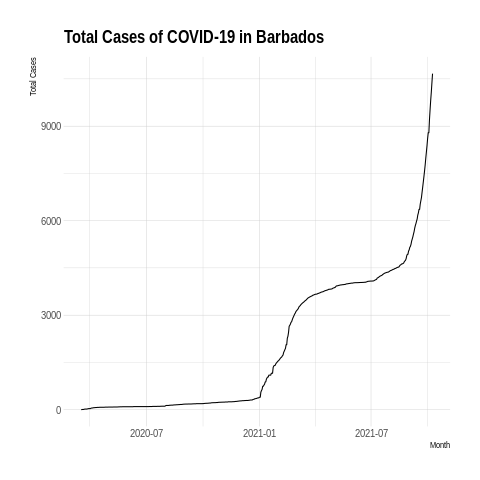 Total Cases of COVID-19 in Barbados
Total Cases
9000
6000
3000
0
2020-07 2021-01 2021-07
Month